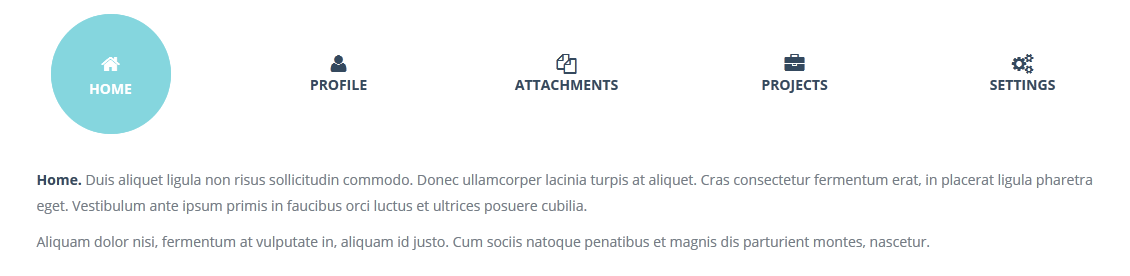 HOME PROFILE ATTACHMENTS PROJECTS SETTINGS
Home. Duis aliquet ligula non risus sollicitudin commodo. Donec ullamcorper lacinia turpis at aliquet. Cras consectetur fermentum erat, in placerat ligula pharetra
eget. Vestibulum ante ipsum primis in faucibus orci luctus et ultrices posuere cubilia.
Aliquam dolor nisi, fermentum at vulputate in, aliquam id justo. Cum sociis natoque penatibus et magnis dis parturient montes, nascetur.